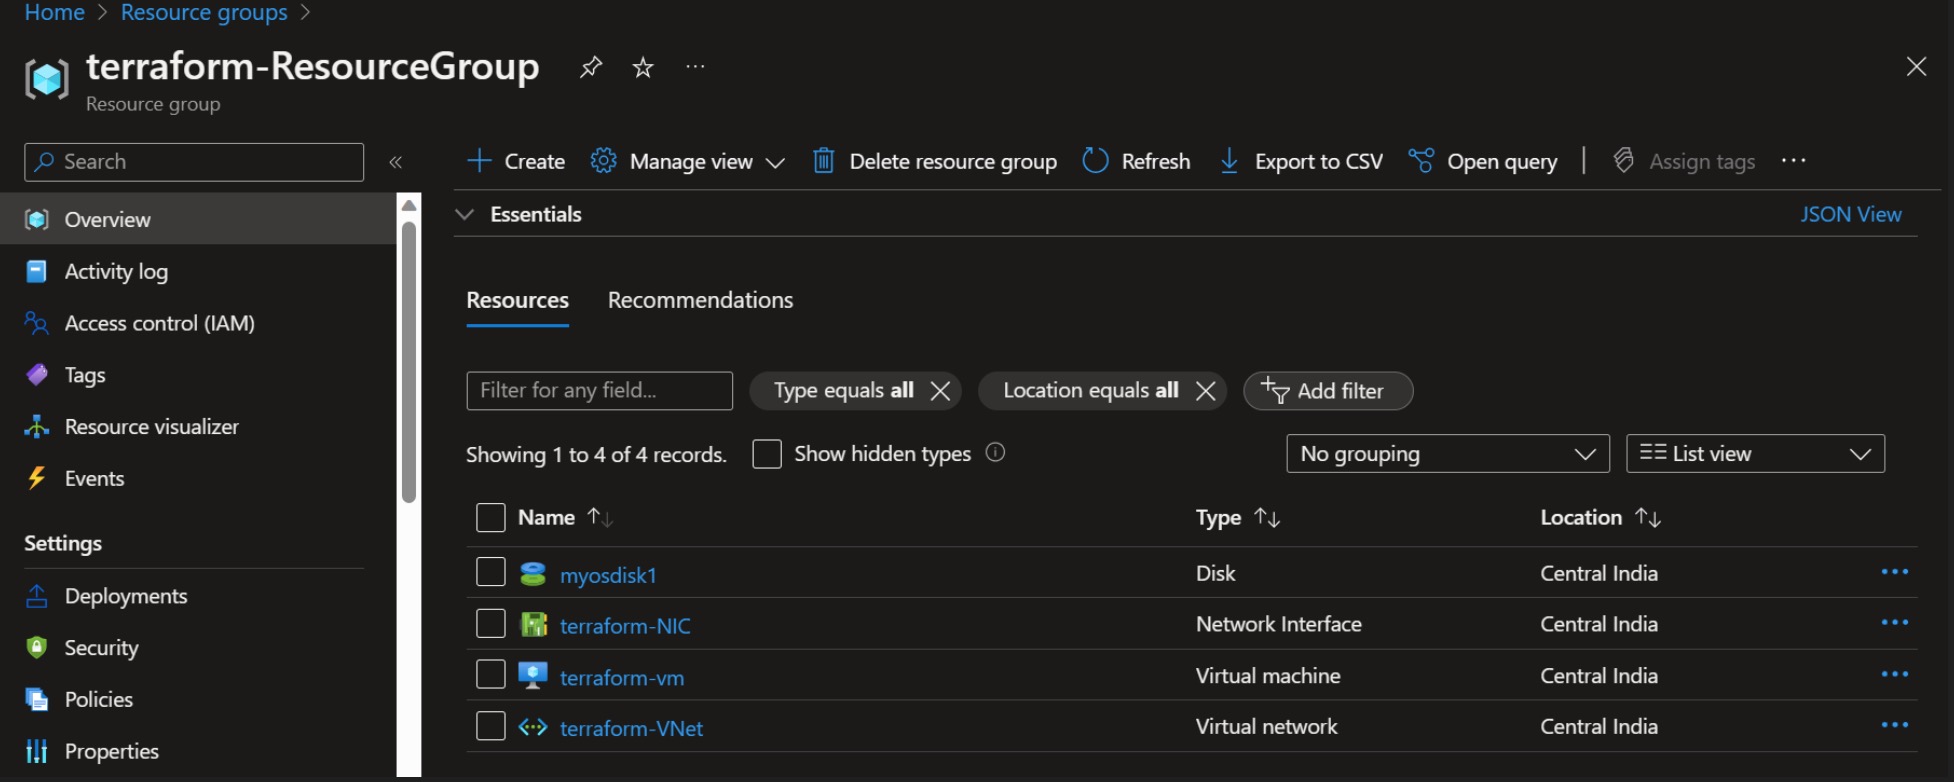 Home > Resource groups >
terraform-ResourceGroup ...
Resource group
Search «
Overview
Activity log
Access control (IAM)
Tags
Resource visualizer
Events
Settings
Deployments
Security
Policies
Properties
Create Manage view Delete resource group Refresh Export to CSV Open query | Assign tags ...
Essentials JSON View
Resources Recommendations
Filter for any field... Type equals all Location equals all Add filter
Showing 1 to 4 of 4 records. Show hidden types No grouping List view
Name ↑↓ Type ↑↓ Location ↑↓
myosdisk1 Disk Central India ...
terraform-NIC Network Interface Central India ...
terraform-vm Virtual machine Central India ...
terraform-VNet Virtual network Central India ...